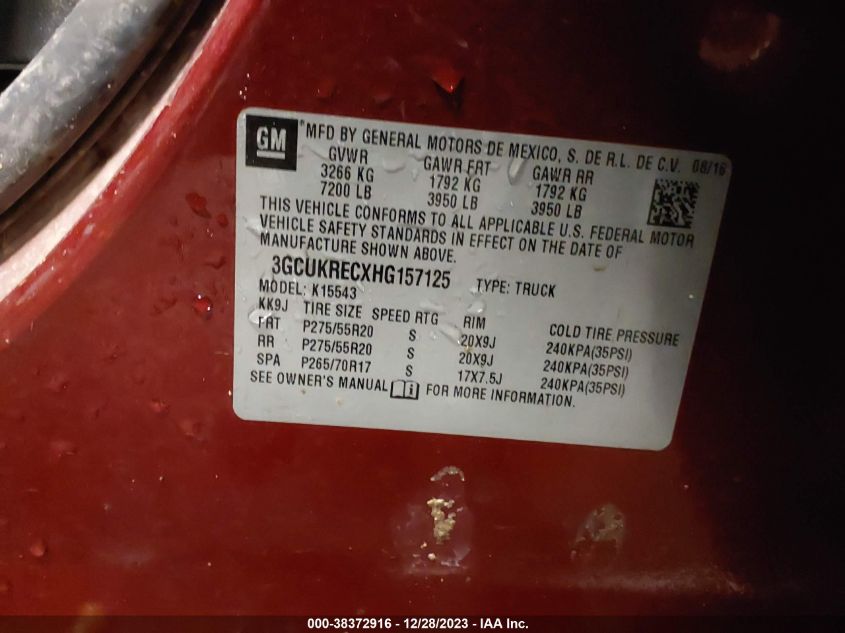 GM
MFD BY GENERAL MOTORS DE MEXICO, S. DE R.L. DE C.V. 08/16
GVWR GAWR FRT GAWR RR
3266 KG 1792 KG 1792 KG
7200 LB 3950 LB 3950 LB
THIS VEHICLE CONFORMS TO ALL APPLICABLE U.S. FEDERAL MOTOR
VEHICLE SAFETY STANDARDS IN EFFECT ON THE DATE OF
MANUFACTURE SHOWN ABOVE.
3GCUKRECXHG157125 TYPE: TRUCK
MODEL: K15543
KK9J TIRE SIZE SPEED RTG RIM COLD TIRE PRESSURE
FRT P275/55R20 S 20X9J 240KPA(35PSI)
RR P275/55R20 S 20X9J 240KPA(35PSI)
SPA P265/70R17 S 17X7.5J 240KPA(35PSI)
SEE OWNER'S MANUAL FOR MORE INFORMATION.
000-38372916 - 12/28/2023 - IAA Inc.